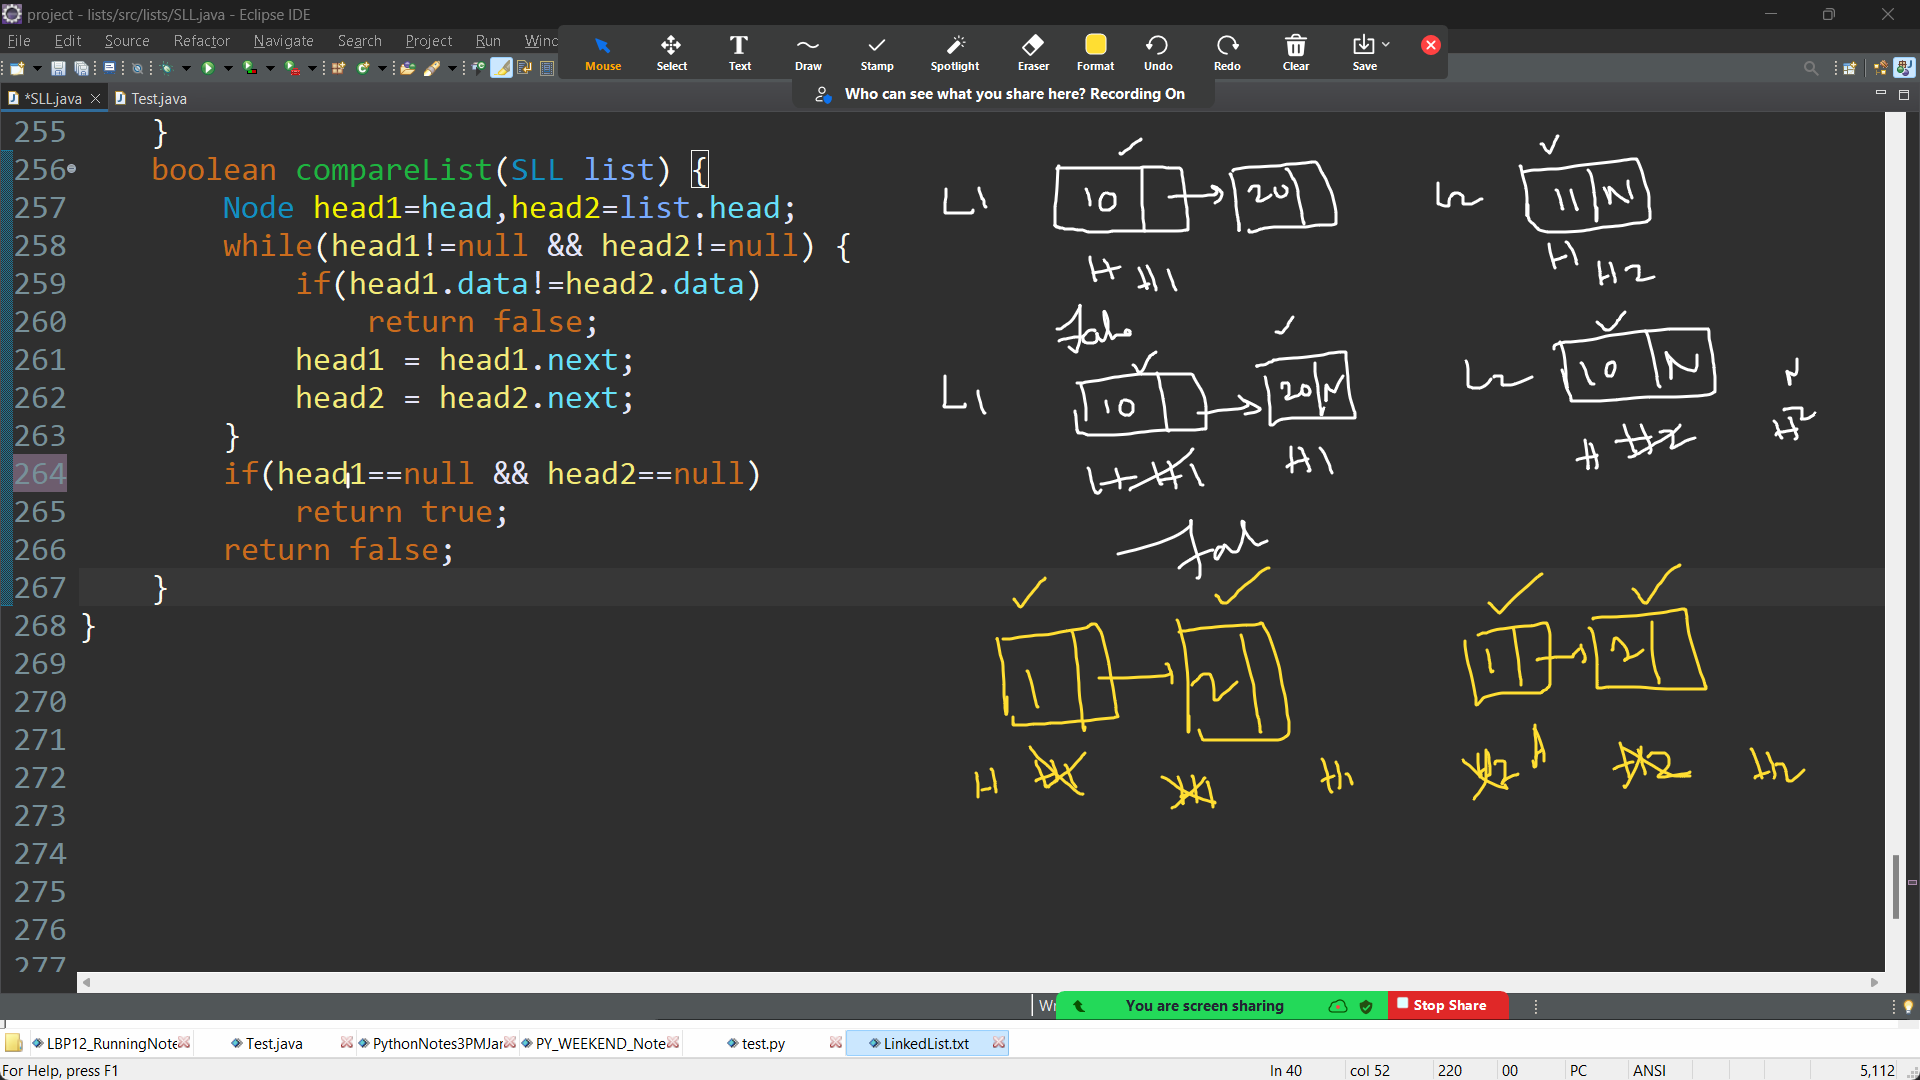 project - lists/src/lists/SLL.java - Eclipse IDE
File Edit Source Refactor Navigate Search Project Run Wind
Mouse Select Text Draw Stamp Spotlight Eraser Format Undo Redo Clear Save
Who can see what you share here? Recording On
*SLL.java Test.java
255 }
256 boolean compareList(SLL list) {
257 Node head1=head,head2=list.head;
258 while(head1!=null && head2!=null) {
259 if(head1.data!=head2.data)
260 return false;
261 head1 = head1.next;
262 head2 = head2.next;
263 }
264 if(head1==null && head2==null)
265 return true;
266 return false;
267 }
268 }
269
270
271
272
273
274
275
276
277
L1 10 20 L2 11 N
H H1 H H2
L1 10 20 N L2 10 N N
H H1 H1 H H2 H2
1 2 1 2
H H1 H1 H1 H2 H H2 H2
You are screen sharing Stop Share
LBP12_RunningNote Test.java PythonNotes3PMJan PY_WEEKEND_Note test.py LinkedList.txt
For Help, press F1 ln 40 col 52 220 00 PC ANSI 5,112